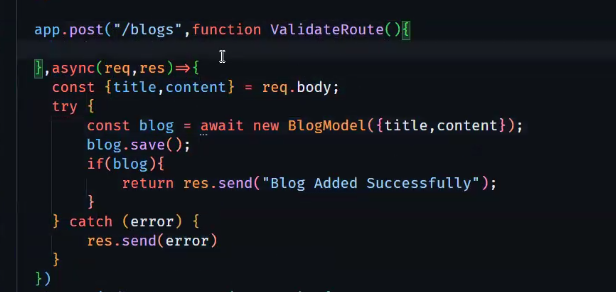 app.post("/blogs",function ValidateRoute(){
},async(req,res)=>{
const {title,content} = req.body;
try {
const blog = await new BlogModel({title,content});
blog.save();
if(blog){
return res.send("Blog Added Successfully");
}
} catch (error) {
res.send(error)
}
})